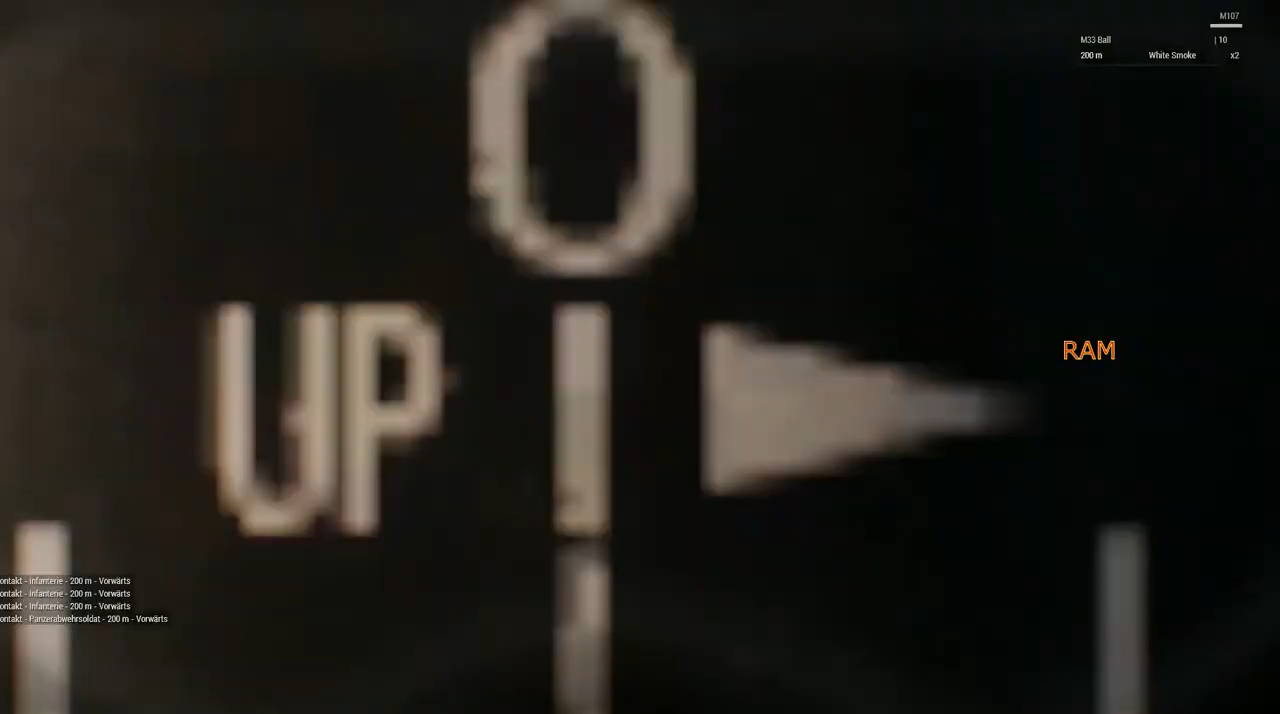 M107
M33 Ball | 10
200 m White Smoke x2
0
UP
RAM
ontakt - Infanterie - 200 m - Vorwärts
ontakt - Infanterie - 200 m - Vorwärts
ontakt - Infanterie - 200 m - Vorwärts
ontakt - Panzerabwehrsoldat - 200 m - Vorwärts